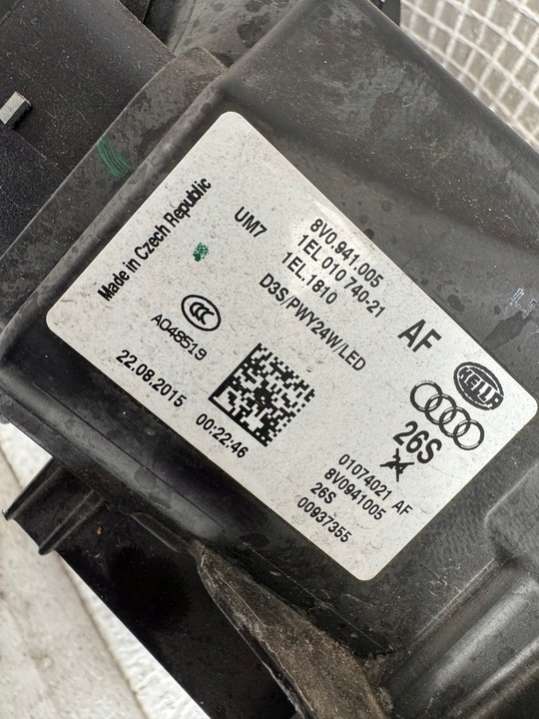 8V0.941.005
1EL 010 740-21
1EL.1810
UM7
D3S/PWY24W/LED
AF
Made in Czech Republic
CCC
A048519
HELLA
22.08.2015
00:22:46
26S
01074021 AF
8V0941005
26S
00937355